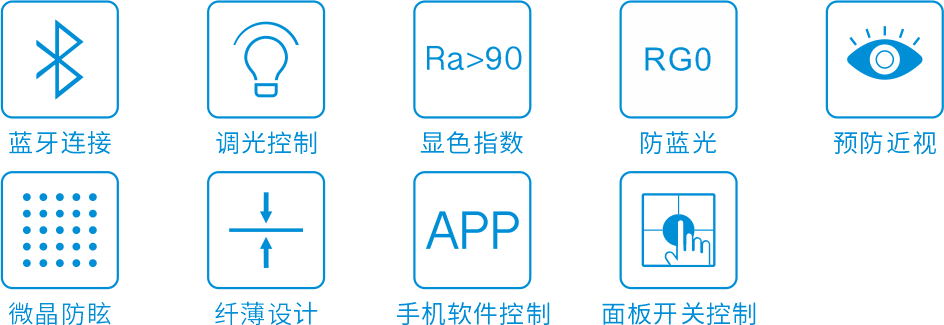 Ra>90
RG0
蓝牙连接
调光控制
显色指数
防蓝光
预防近视
APP
微晶防眩
纤薄设计
手机软件控制
面板开关控制